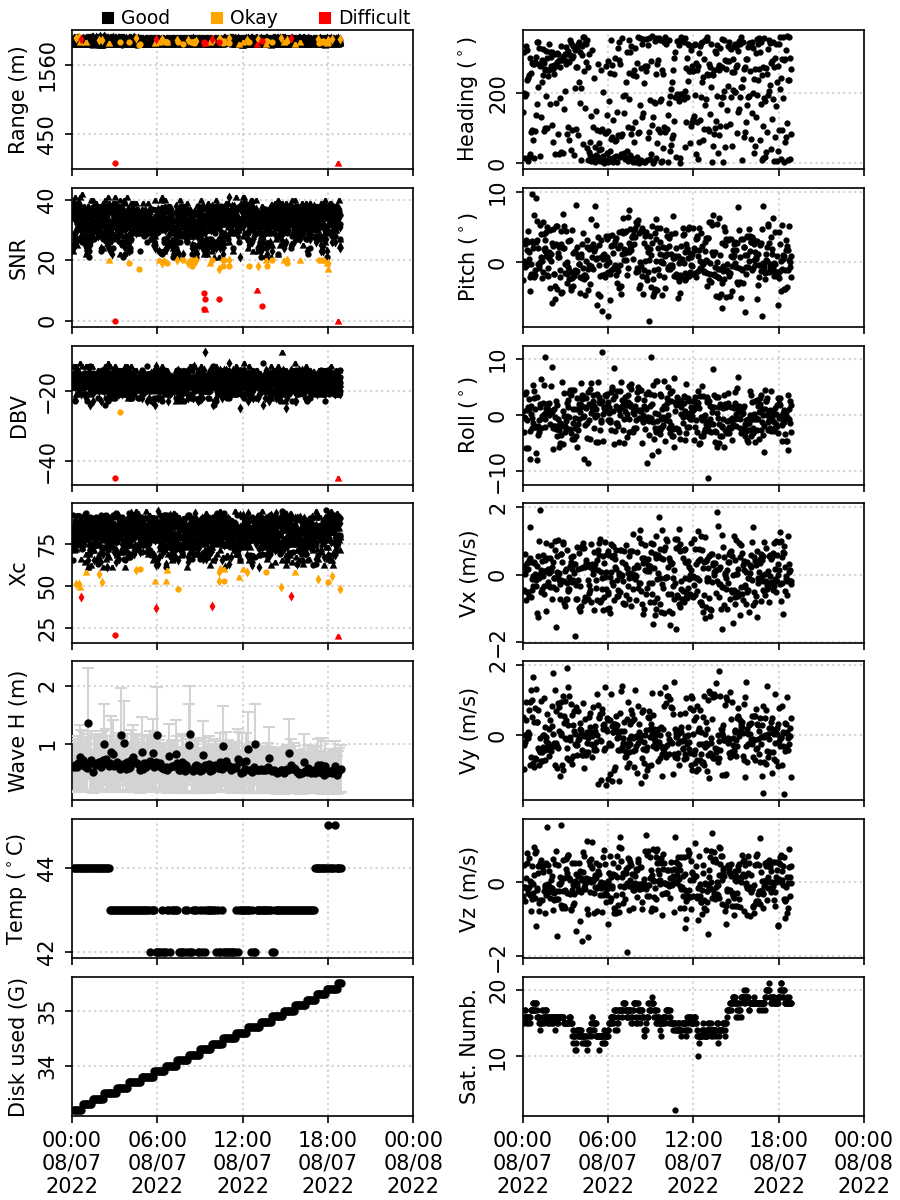 Good Okay Difficult
Range (m)
1560
450
Heading (°)
200
0
SNR
40
20
0
Pitch (°)
10
0
DBV
−20
−40
Roll (°)
10
0
−10
Xc
75
50
25
Vx (m/s)
2
0
−2
Wave H (m)
2
1
Vy (m/s)
2
0
Temp (°C)
44
42
Vz (m/s)
0
−2
Disk used (G)
35
34
Sat. Numb.
20
10
00:00 06:00 12:00 18:00 00:00
08/07 08/07 08/07 08/07 08/08
2022 2022 2022 2022 2022
00:00 06:00 12:00 18:00 00:00
08/07 08/07 08/07 08/07 08/08
2022 2022 2022 2022 2022